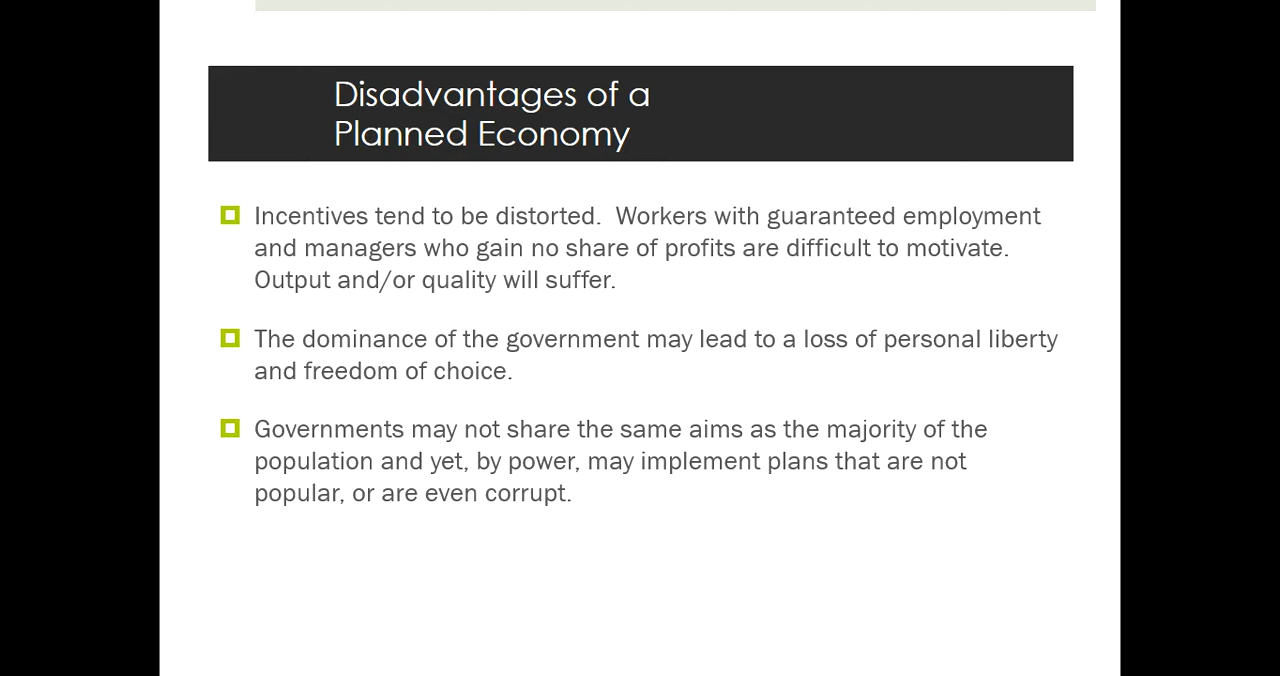 Disadvantages of a
Planned Economy
Incentives tend to be distorted.  Workers with guaranteed employment
and managers who gain no share of profits are difficult to motivate.
Output and/or quality will suffer.
The dominance of the government may lead to a loss of personal liberty
and freedom of choice.
Governments may not share the same aims as the majority of the
population and yet, by power, may implement plans that are not
popular, or are even corrupt.